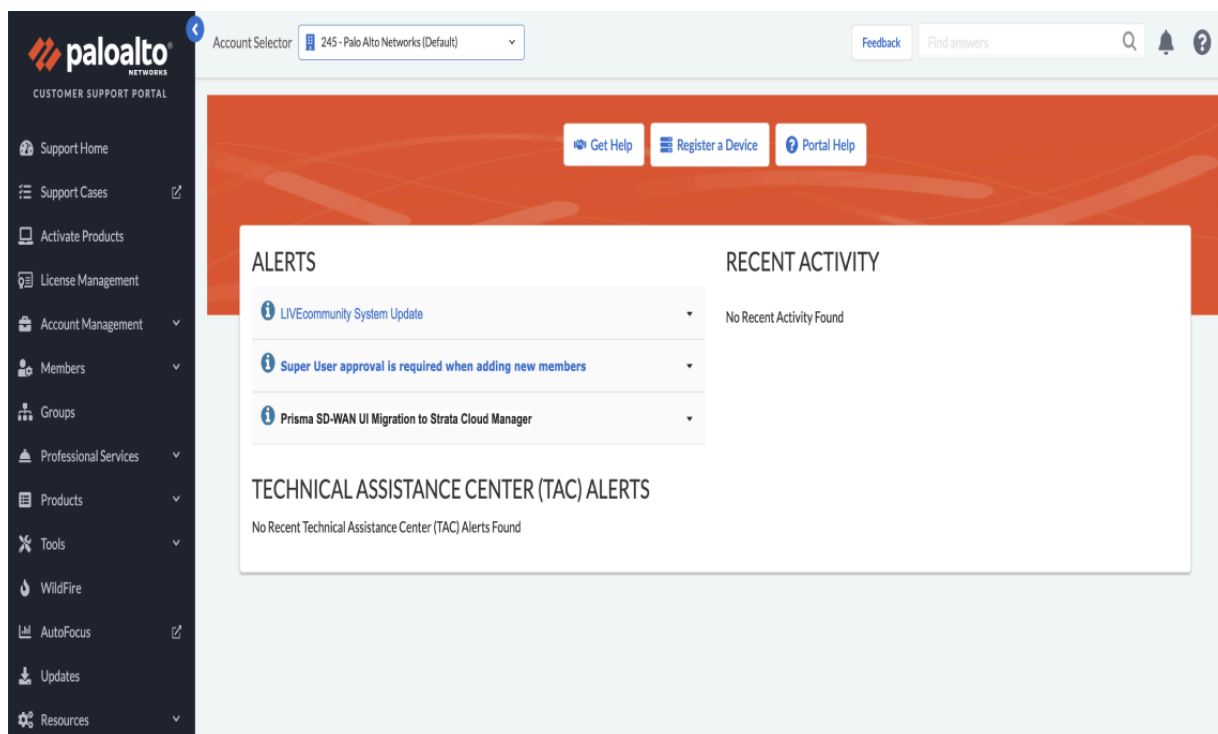 paloalto®
NETWORKS
CUSTOMER SUPPORT PORTAL
Support Home
Support Cases
Activate Products
License Management
Account Management
Members
Groups
Professional Services
Products
Tools
WildFire
AutoFocus
Updates
Resources
Account Selector 245 - Palo Alto Networks (Default) Feedback Find answers
Get Help Register a Device Portal Help
ALERTS
LIVEcommunity System Update
Super User approval is required when adding new members
Prisma SD-WAN UI Migration to Strata Cloud Manager
TECHNICAL ASSISTANCE CENTER (TAC) ALERTS
No Recent Technical Assistance Center (TAC) Alerts Found
RECENT ACTIVITY
No Recent Activity Found